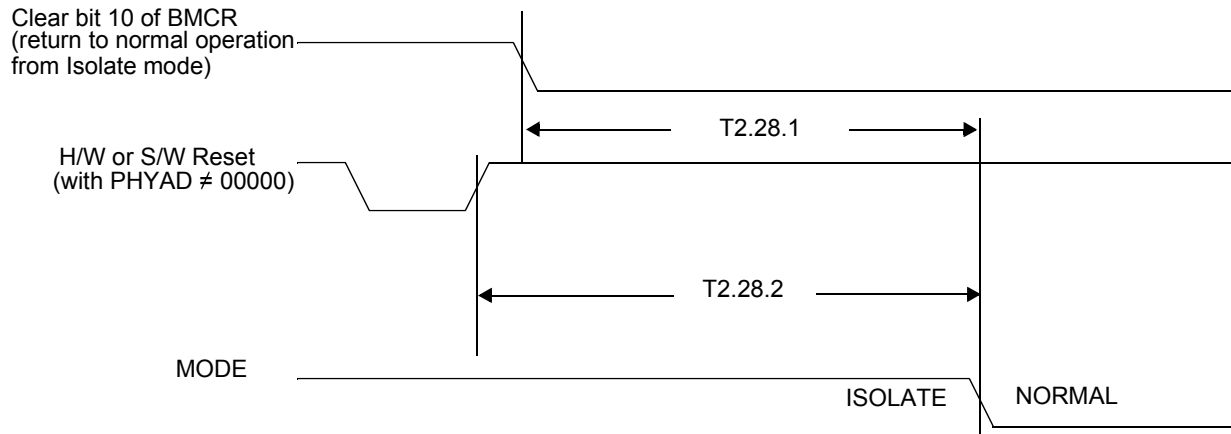 Clear bit 10 of BMCR
(return to normal operation
from Isolate mode)
T2.28.1
H/W or S/W Reset
(with PHYAD ≠ 00000)
T2.28.2
MODE
ISOLATE
NORMAL